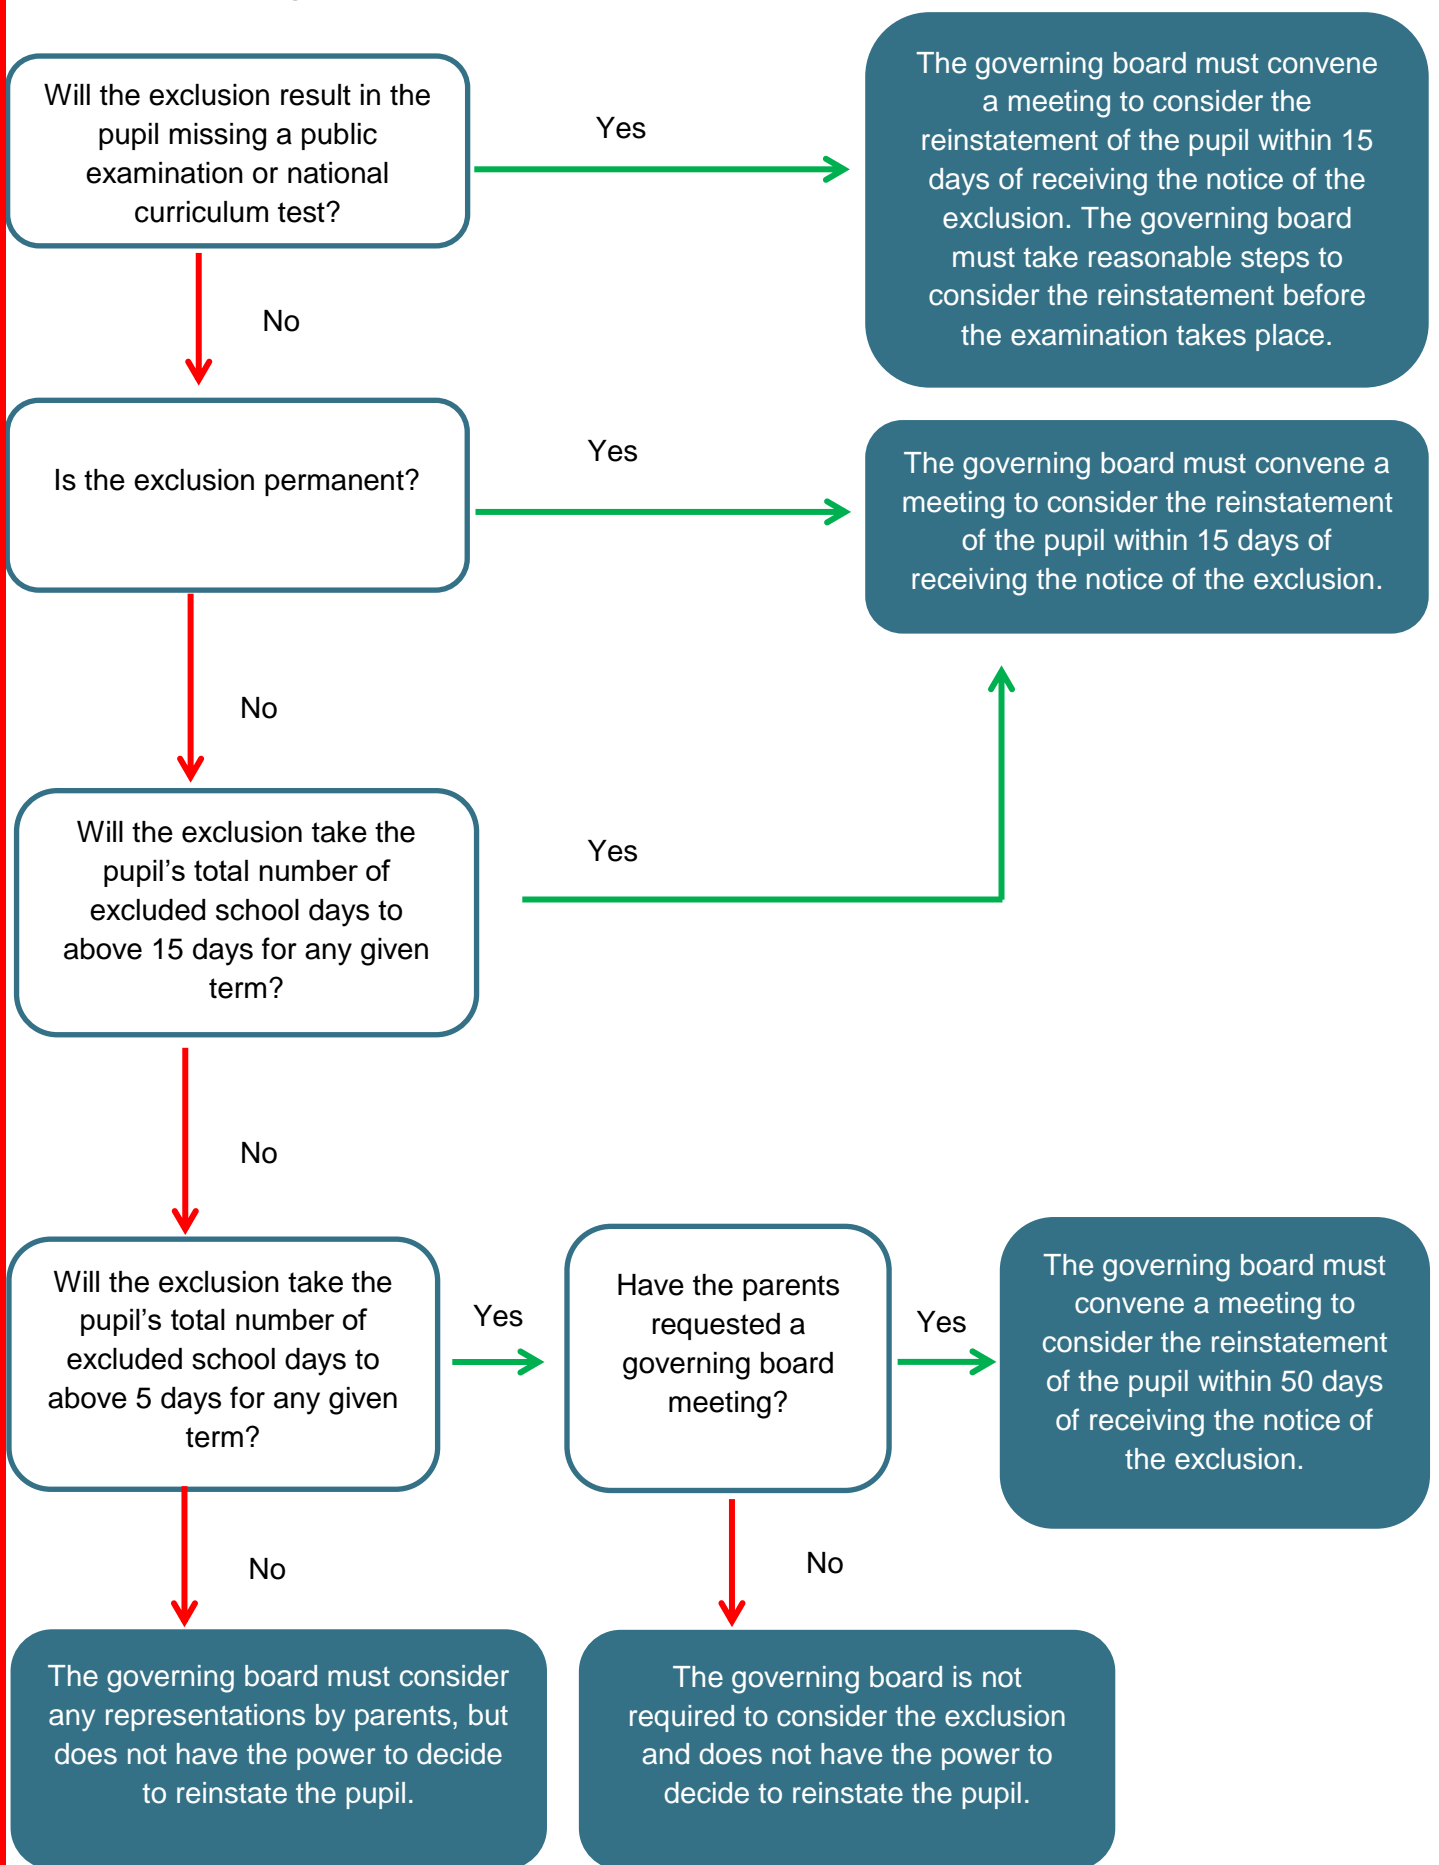 Will the exclusion result in the
pupil missing a public
examination or national
curriculum test?
Yes
The governing board must convene
a meeting to consider the
reinstatement of the pupil within 15
days of receiving the notice of the
exclusion. The governing board
must take reasonable steps to
consider the reinstatement before
the examination takes place.
No
Is the exclusion permanent?
Yes
The governing board must convene a
meeting to consider the reinstatement
of the pupil within 15 days of
receiving the notice of the exclusion.
No
Will the exclusion take the
pupil’s total number of
excluded school days to
above 15 days for any given
term?
Yes
No
Will the exclusion take the
pupil’s total number of
excluded school days to
above 5 days for any given
term?
Yes
Have the parents
requested a
governing board
meeting?
Yes
The governing board must
convene a meeting to
consider the reinstatement
of the pupil within 50 days
of receiving the notice of
the exclusion.
No
No
The governing board must consider
any representations by parents, but
does not have the power to decide
to reinstate the pupil.
The governing board is not
required to consider the exclusion
and does not have the power to
decide to reinstate the pupil.